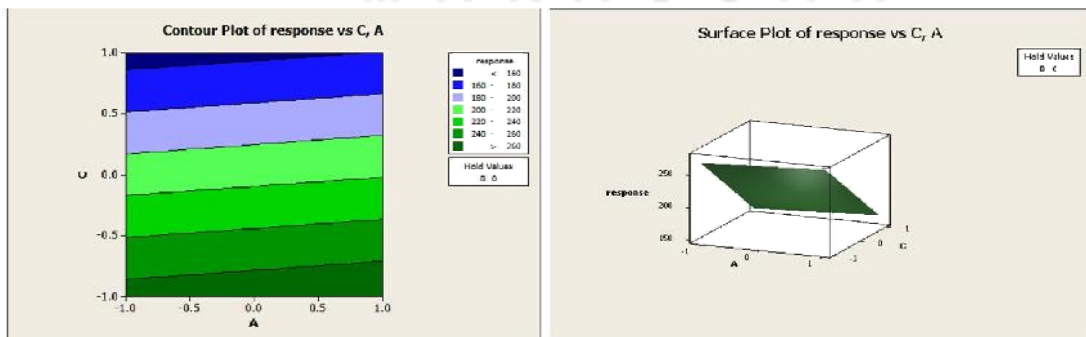 Contour Plot of response vs C, A
response
< 160
160 - 180
180 - 200
200 - 220
220 - 240
240 - 260
> 260
Hold Values
B 0
C
1.0
0.5
0.0
-0.5
-1.0
-1.0 -0.5 0.0 0.5 1.0
A
Surface Plot of response vs C, A
Hold Values
B 0
response
250
200
150
-1 0 1
A
-1 0 1
C